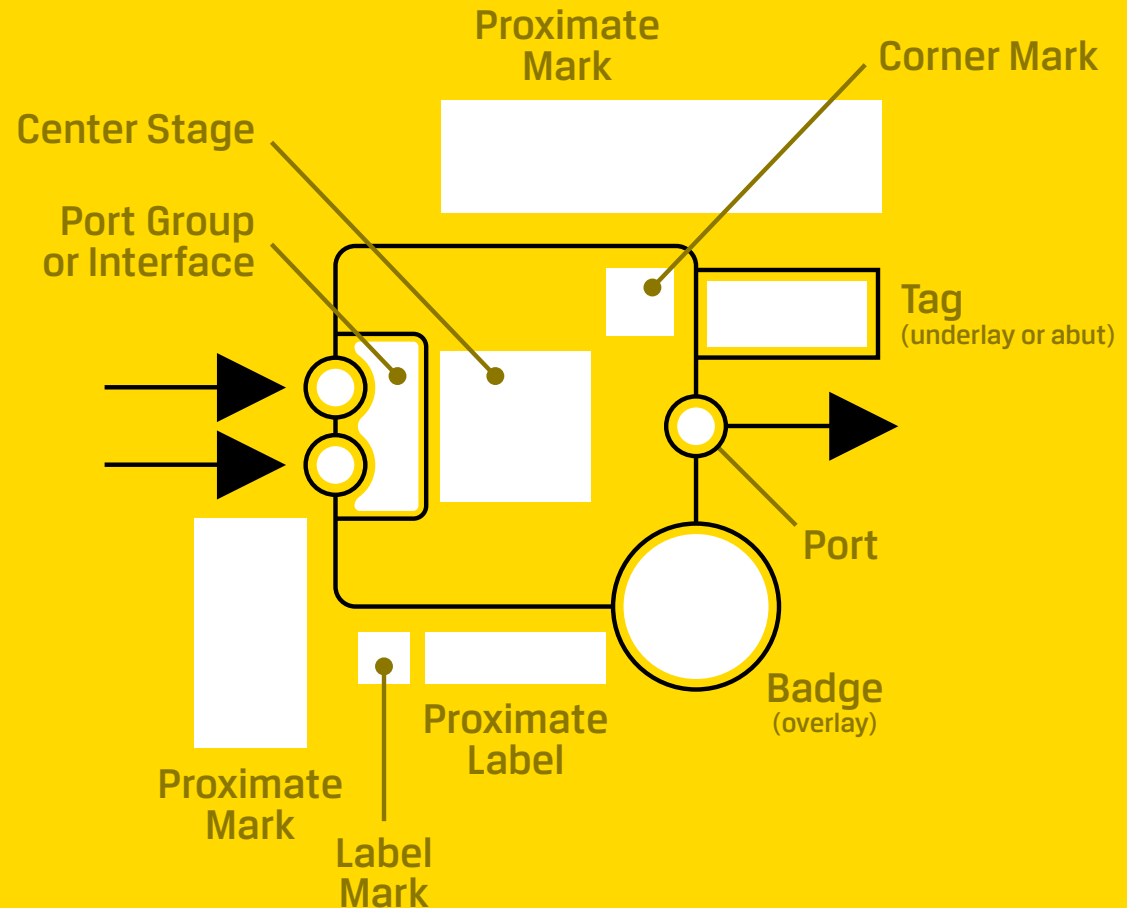 Proximate
Mark
Corner Mark
Center Stage
Port Group
or Interface
Tag
(underlay or abut)
Port
Badge
(overlay)
Proximate
Label
Proximate
Mark
Label
Mark